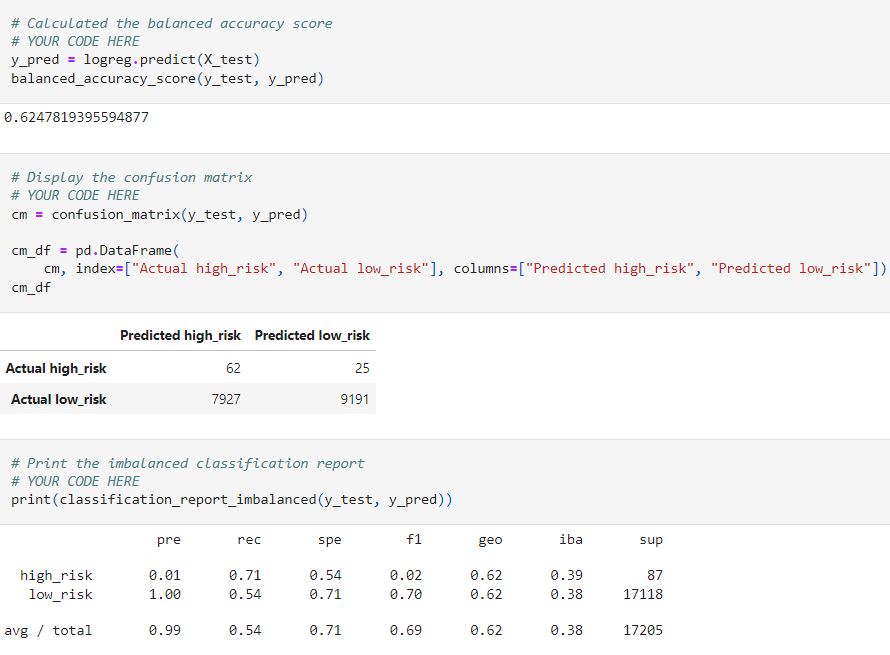 # Calculated the balanced accuracy score
# YOUR CODE HERE
y_pred = logreg.predict(X_test)
balanced_accuracy_score(y_test, y_pred)
0.6247819395594877
# Display the confusion matrix
# YOUR CODE HERE
cm = confusion_matrix(y_test, y_pred)
cm_df = pd.DataFrame(
    cm, index=["Actual high_risk", "Actual low_risk"], columns=["Predicted high_risk", "Predicted low_risk"])
cm_df
Predicted high_risk Predicted low_risk
Actual high_risk 62 25
Actual low_risk 7927 9191
# Print the imbalanced classification report
# YOUR CODE HERE
print(classification_report_imbalanced(y_test, y_pred))
pre rec spe f1 geo iba sup
high_risk 0.01 0.71 0.54 0.02 0.62 0.39 87
low_risk 1.00 0.54 0.71 0.70 0.62 0.38 17118
avg / total 0.99 0.54 0.71 0.69 0.62 0.38 17205